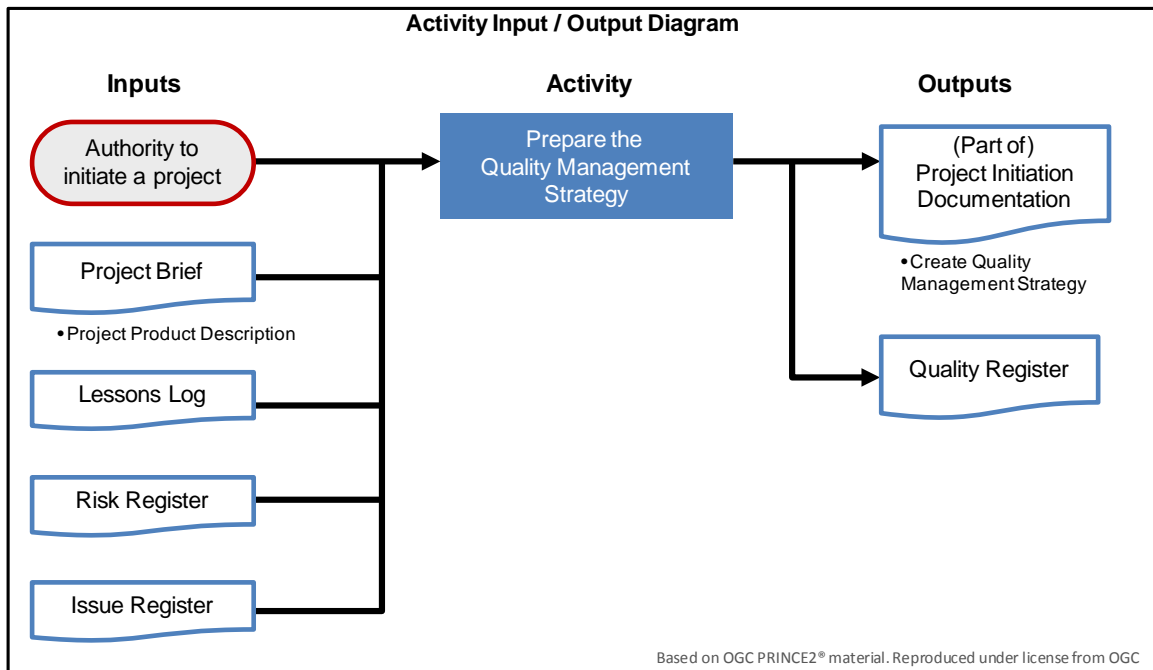 Activity Input / Output Diagram
Inputs
Activity
Outputs
Authority to
initiate a project
Prepare the
Quality Management
Strategy
(Part of)
Project Initiation
Documentation
• Create Quality
Management Strategy
Project Brief
• Project Product Description
Lessons Log
Quality Register
Risk Register
Issue Register
Based on OGC PRINCE2® material. Reproduced under license from OGC